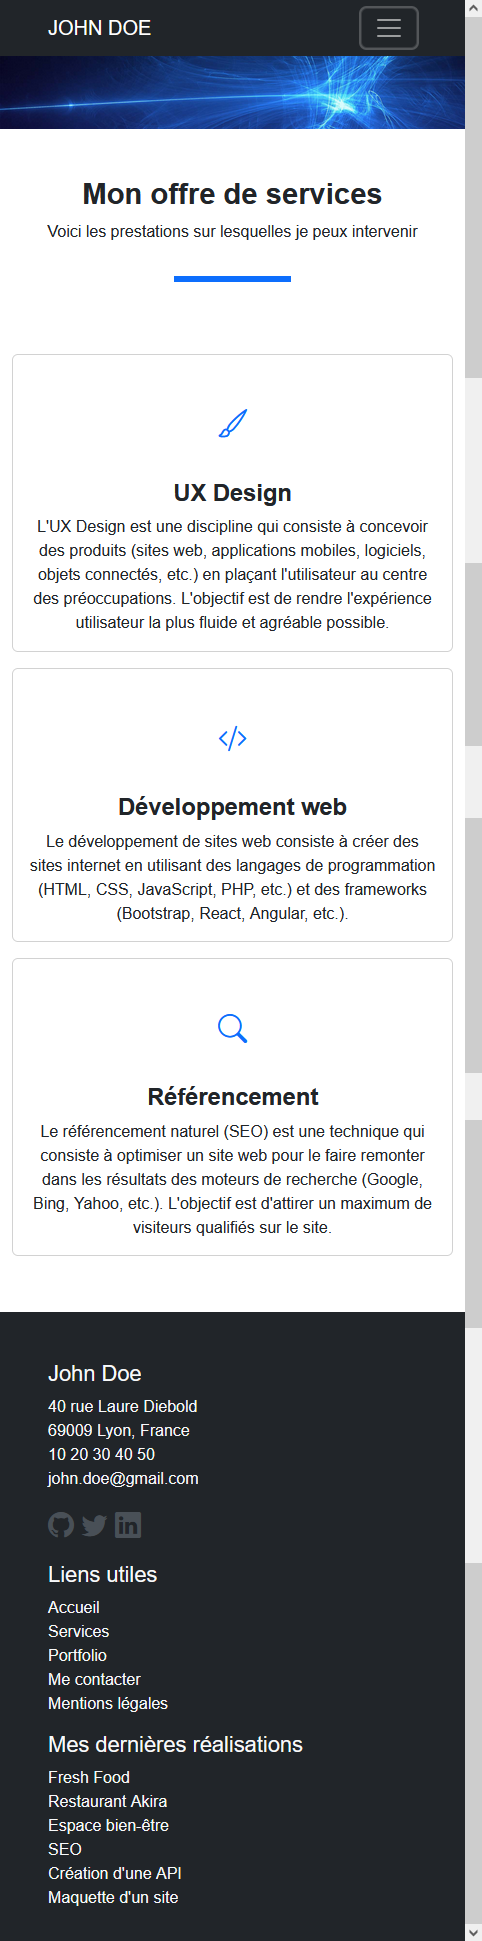 JOHN DOE
Mon offre de services
Voici les prestations sur lesquelles je peux intervenir
UX Design
L'UX Design est une discipline qui consiste à concevoir
des produits (sites web, applications mobiles, logiciels,
objets connectés, etc.) en plaçant l'utilisateur au centre
des préoccupations. L'objectif est de rendre l'expérience
utilisateur la plus fluide et agréable possible.
Développement web
Le développement de sites web consiste à créer des
sites internet en utilisant des langages de programmation
(HTML, CSS, JavaScript, PHP, etc.) et des frameworks
(Bootstrap, React, Angular, etc.).
Référencement
Le référencement naturel (SEO) est une technique qui
consiste à optimiser un site web pour le faire remonter
dans les résultats des moteurs de recherche (Google,
Bing, Yahoo, etc.). L'objectif est d'attirer un maximum de
visiteurs qualifiés sur le site.
John Doe
40 rue Laure Diebold
69009 Lyon, France
10 20 30 40 50
john.doe@gmail.com
Liens utiles
Accueil
Services
Portfolio
Me contacter
Mentions légales
Mes dernières réalisations
Fresh Food
Restaurant Akira
Espace bien-être
SEO
Création d'une API
Maquette d'un site